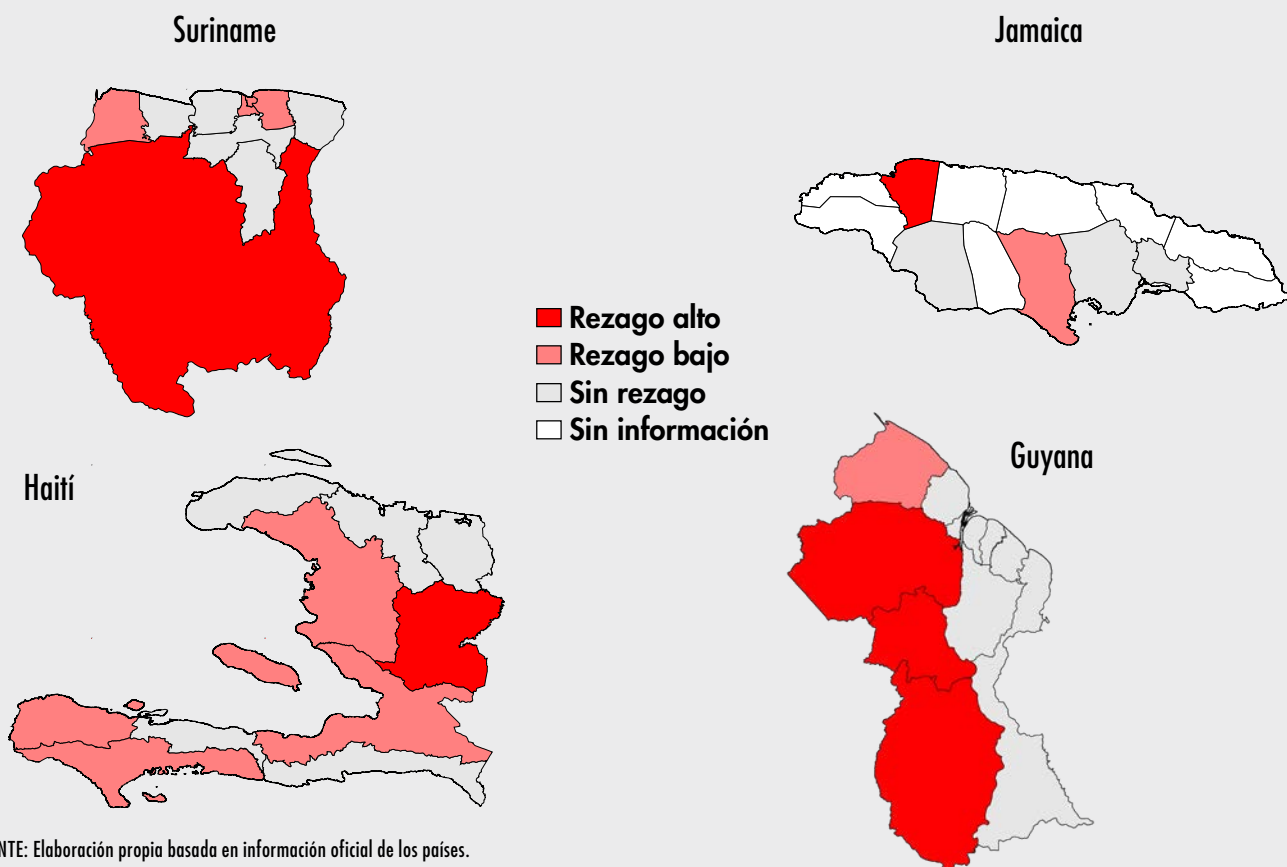 Suriname
Jamaica
Rezago alto
Rezago bajo
Sin rezago
Sin información
Haití
Guyana
NTE: Elaboración propia basada en información oficial de los países.